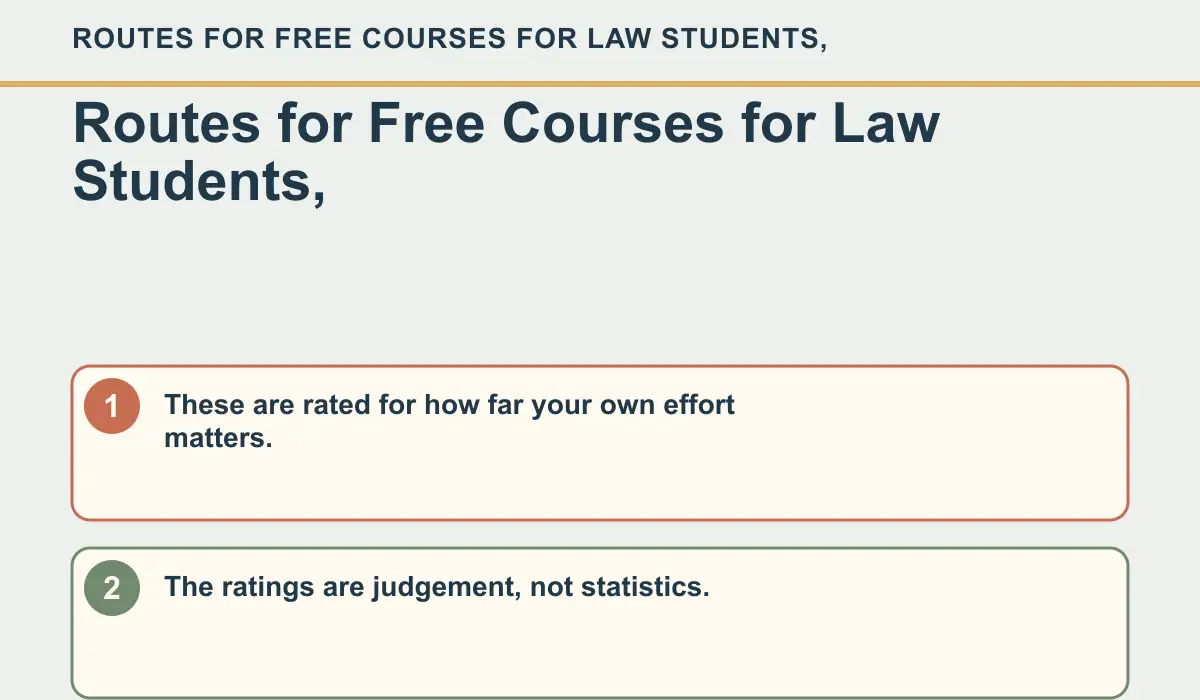 ROUTES FOR FREE COURSES FOR LAW STUDENTS,
Routes for Free Courses for Law
Students,
1
These are rated for how far your own effort
matters.
2
The ratings are judgement, not statistics.